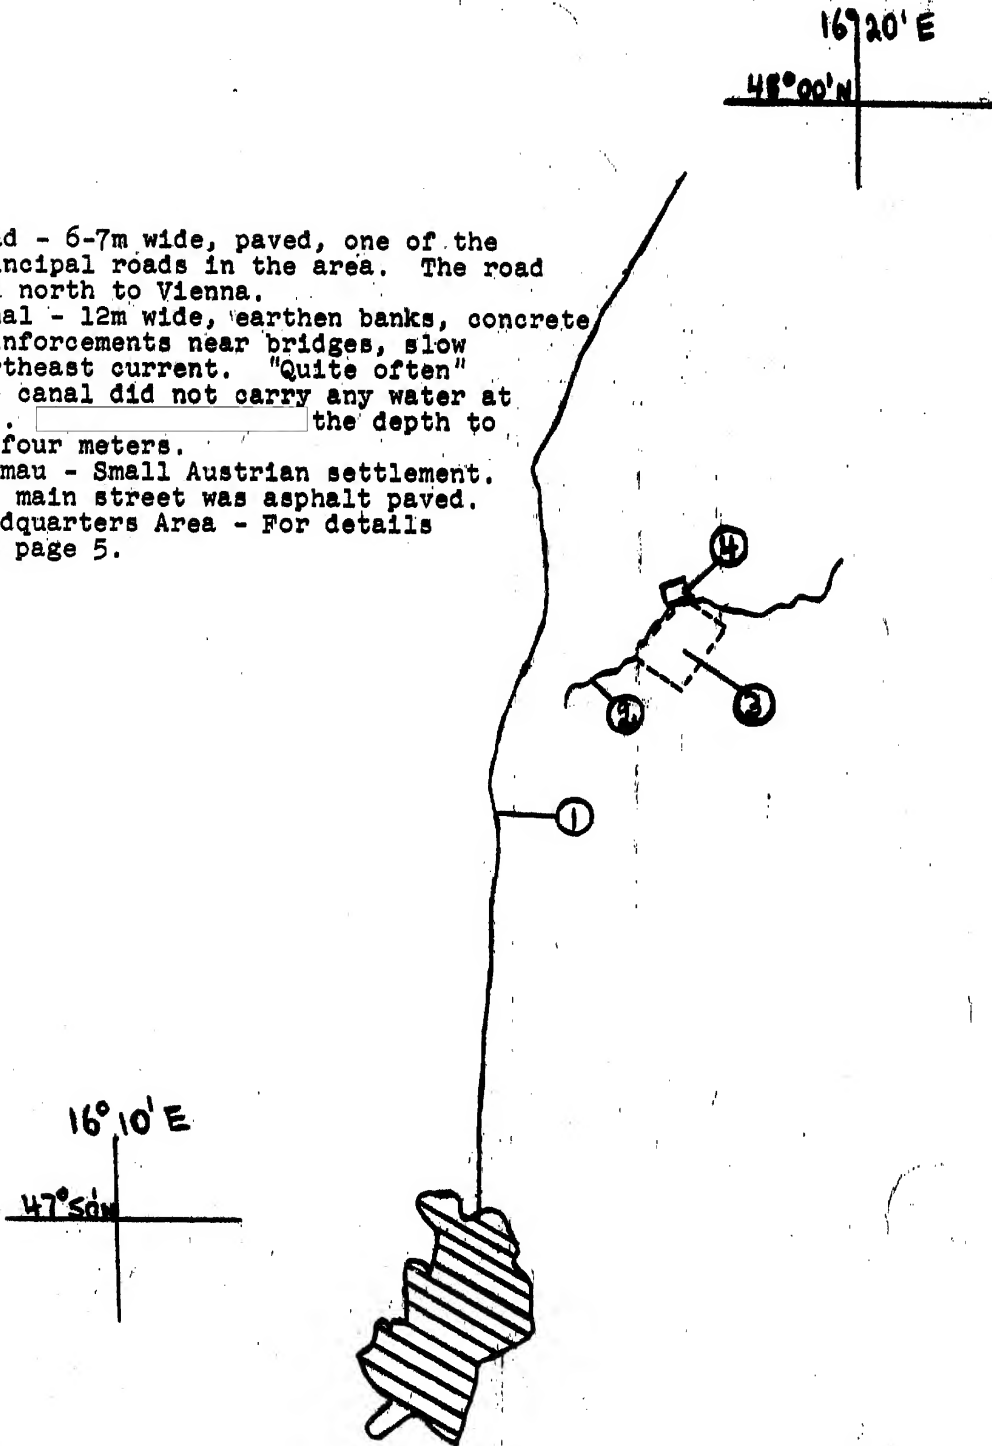 16°20'E
48°00'N
d - 6-7m wide, paved, one of the
ncipal roads in the area. The road
north to Vienna.
al - 12m wide, earthen banks, concrete
nforcements near bridges, slow
theast current. "Quite often"
canal did not carry any water at
. the depth to
four meters.
mau - Small Austrian settlement.
main street was asphalt paved.
dquarters Area - For details
page 5.
4
2
3
1
16°10'E
47°50'N